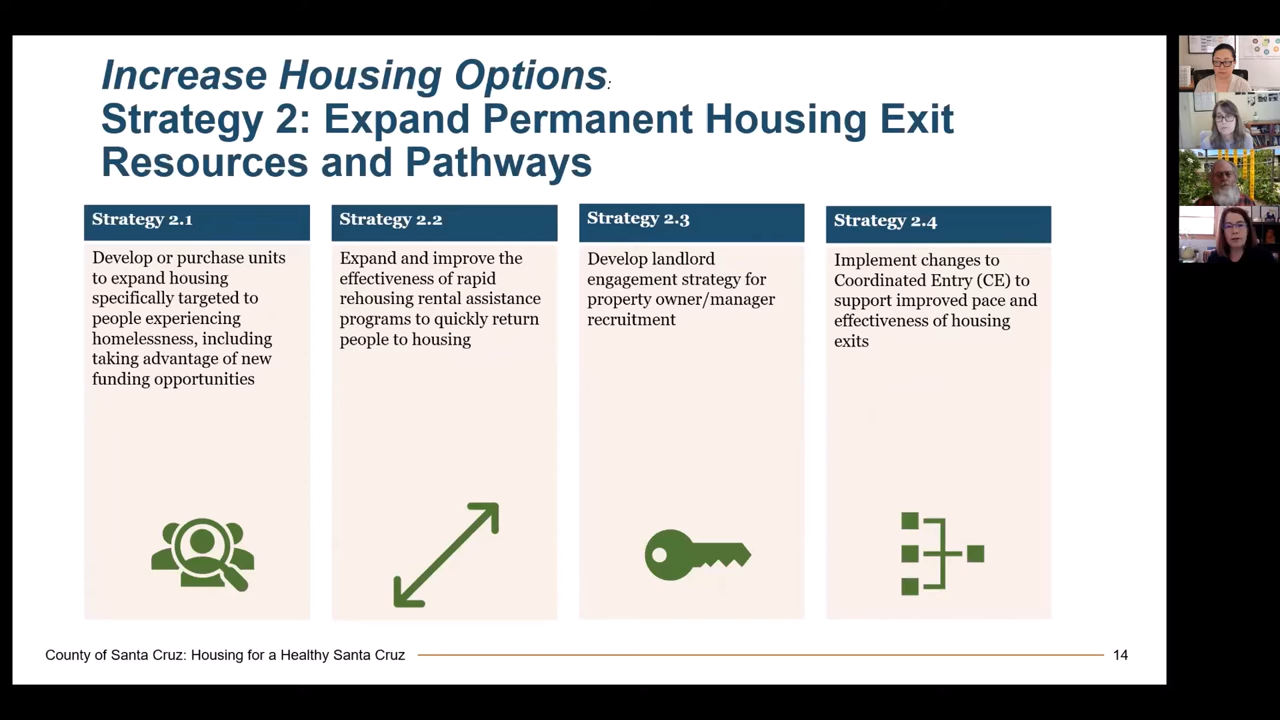 Increase Housing Options:
Strategy 2: Expand Permanent Housing Exit
Resources and Pathways
Strategy 2.1
Develop or purchase units
to expand housing
specifically targeted to
people experiencing
homelessness, including
taking advantage of new
funding opportunities
Strategy 2.2
Expand and improve the
effectiveness of rapid
rehousing rental assistance
programs to quickly return
people to housing
Strategy 2.3
Develop landlord
engagement strategy for
property owner/manager
recruitment
Strategy 2.4
Implement changes to
Coordinated Entry (CE) to
support improved pace and
effectiveness of housing
exits
County of Santa Cruz: Housing for a Healthy Santa Cruz
14